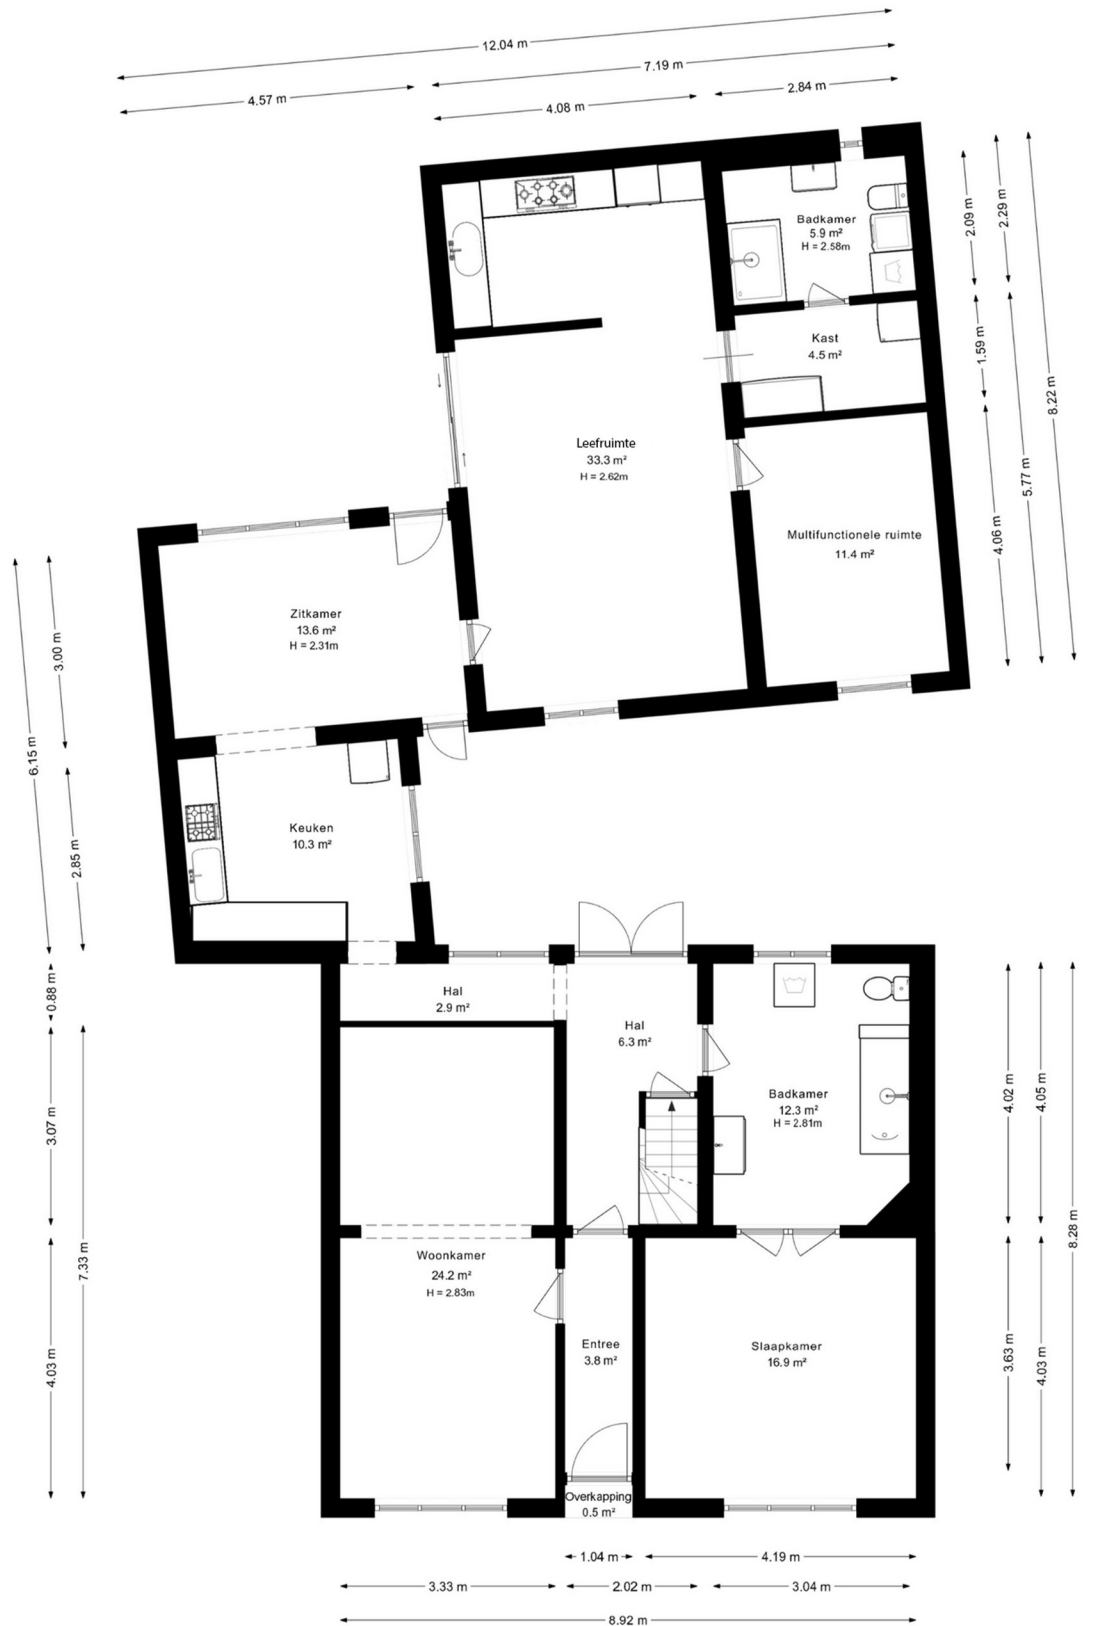 12.04 m
7.19 m
4.57 m
4.08 m
2.84 m
Badkamer
5.9 m²
H = 2.58m
2.09 m
2.29 m
Kast
4.5 m²
1.59 m
8.22 m
Leefruimte
33.3 m²
H = 2.62m
5.77 m
4.06 m
Multifunctionele ruimte
11.4 m²
Zitkamer
13.6 m²
H = 2.31m
3.00 m
6.15 m
Keuken
10.3 m²
2.85 m
0.88 m
Hal
2.9 m²
Hal
6.3 m²
Badkamer
12.3 m²
H = 2.81m
4.02 m
4.05 m
3.07 m
8.28 m
7.33 m
Woonkamer
24.2 m²
H = 2.83m
Entree
3.8 m²
Slaapkamer
16.9 m²
4.03 m
3.63 m
4.03 m
Overkapping
0.5 m²
1.04 m
4.19 m
3.33 m
2.02 m
3.04 m
8.92 m